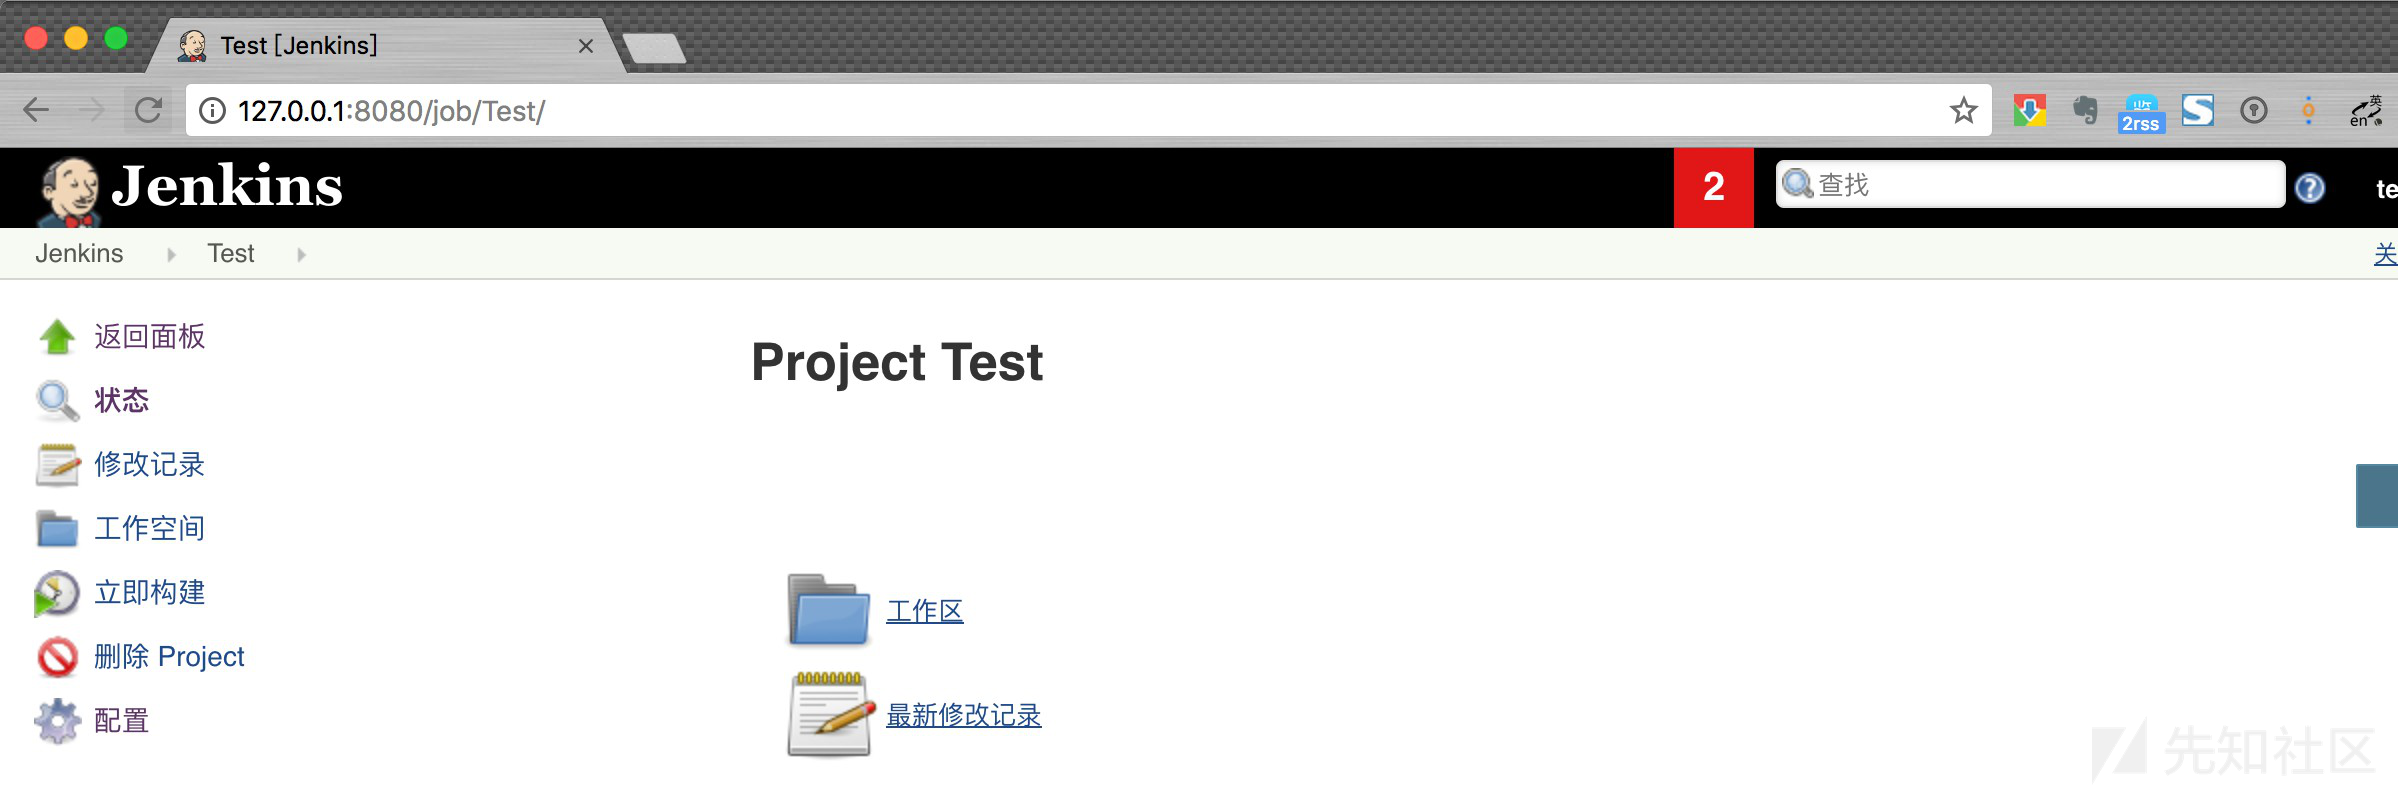 Test [Jenkins]
127.0.0.1:8080/job/Test/
2rss
英
en
Jenkins
2
查找
te
Jenkins
Test
关
返回面板
状态
修改记录
工作空间
立即构建
删除 Project
配置
Project Test
工作区
最新修改记录
先知社区